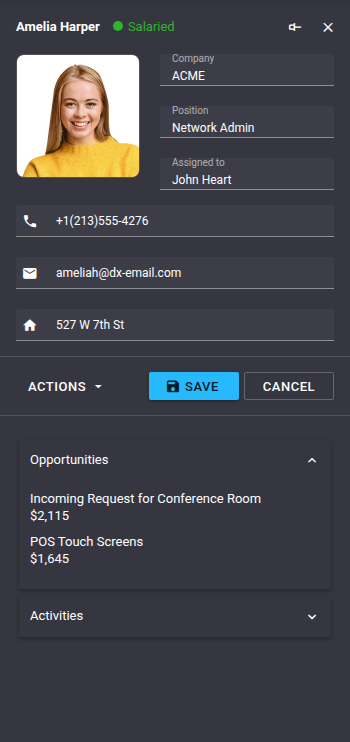 Amelia Harper
Salaried
Company
ACME
Position
Network Admin
Assigned to
John Heart
+1(213)555-4276
ameliah@dx-email.com
527 W 7th St
ACTIONS
SAVE
CANCEL
Opportunities
Incoming Request for Conference Room
$2,115
POS Touch Screens
$1,645
Activities